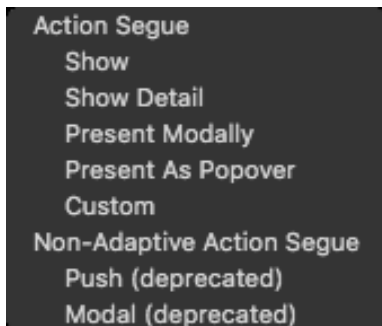 Action Segue
Show
Show Detail
Present Modally
Present As Popover
Custom
Non-Adaptive Action Segue
Push (deprecated)
Modal (deprecated)